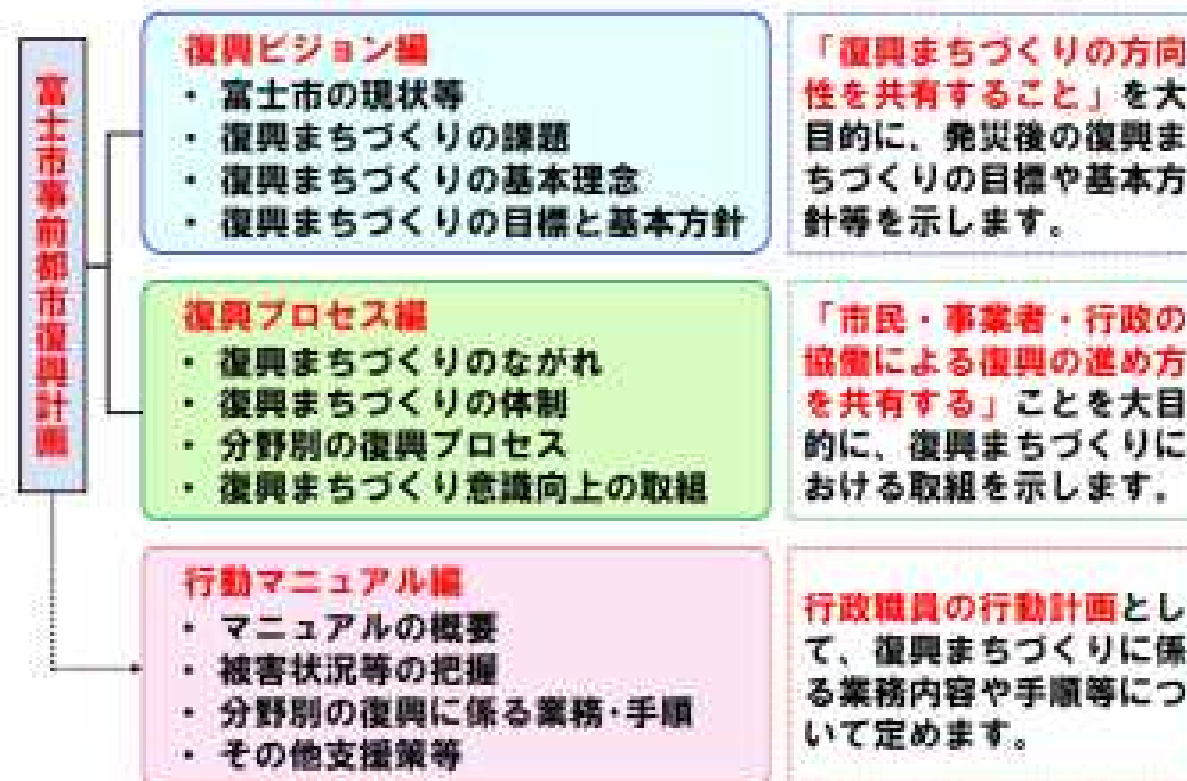 富士市事前都市復興計画
復興ビジョン編
・ 富士市の現状等
・ 復興まちづくりの課題
・ 復興まちづくりの基本理念
・ 復興まちづくりの目標と基本方針
「復興まちづくりの方向
性を共有すること」を大
目的に、発災後の復興ま
ちづくりの目標や基本方
針等を示します。
復興プロセス編
・ 復興まちづくりのながれ
・ 復興まちづくりの体制
・ 分野別の復興プロセス
・ 復興まちづくり意識向上の取組
「市民・事業者・行政の
協働による復興の進め方
を共有する」ことを大目
的に、復興まちづくりに
おける取組を示します。
行動マニュアル編
・ マニュアルの概要
・ 被害状況等の把握
・ 分野別の復興に係る業務・手順
・ その他支援策等
行政職員の行動計画とし
て、復興まちづくりに係
る業務内容や手順等につ
いて定めます。